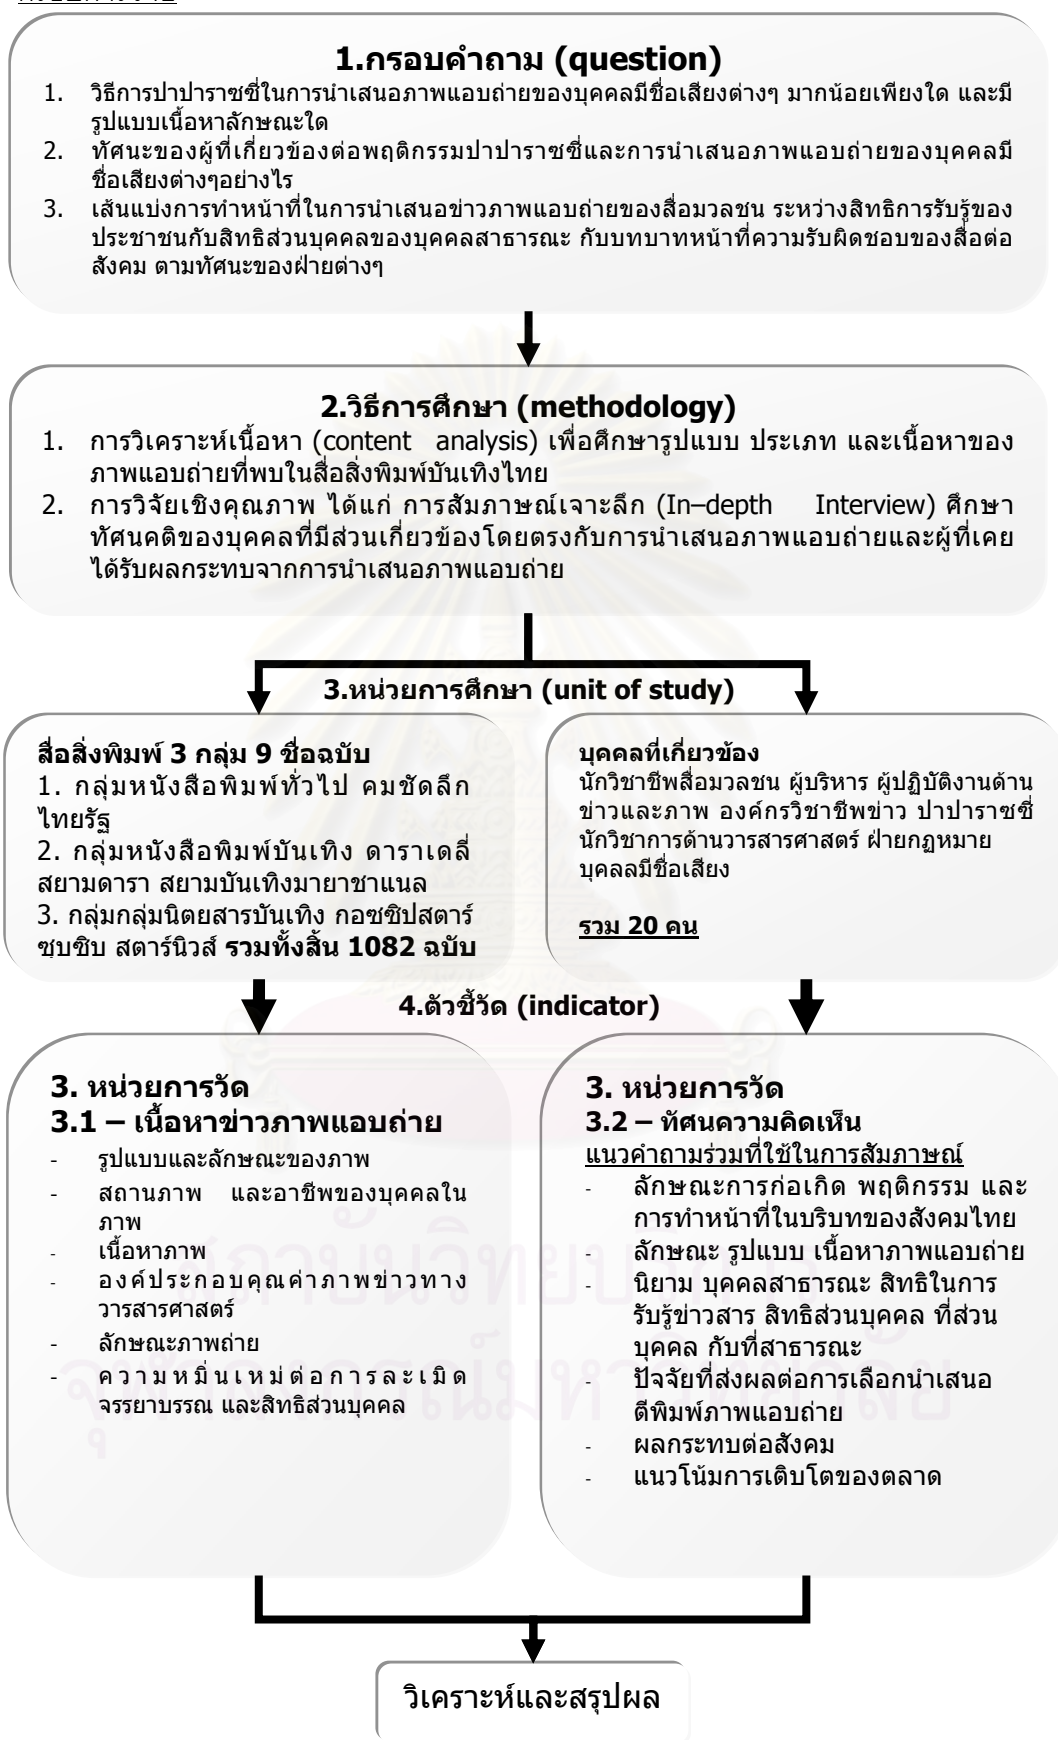 1.กรอบคำถาม (question)
1. วิธีการปาปาราซซี่ในการนำเสนอภาพแอบถ่ายของบุคคลมีชื่อเสียงต่างๆ มากน้อยเพียงใด และมี
รูปแบบเนื้อหาลักษณะใด
2. ทัศนะของผู้ที่เกี่ยวข้องต่อพฤติกรรมปาปาราซซี่และการนำเสนอภาพแอบถ่ายของบุคคลมี
ชื่อเสียงต่างๆอย่างไร
3. เส้นแบ่งการทำหน้าที่ในการนำเสนอข่าวภาพแอบถ่ายของสื่อมวลชน ระหว่างสิทธิการรับรู้ของ
ประชาชนกับสิทธิส่วนบุคคลของบุคคลสาธารณะ กับบทบาทหน้าที่ความรับผิดชอบของสื่อต่อ
สังคม ตามทัศนะของฝ่ายต่างๆ
2.วิธีการศึกษา (methodology)
1. การวิเคราะห์เนื้อหา (content analysis) เพื่อศึกษารูปแบบ ประเภท และเนื้อหาของ
ภาพแอบถ่ายที่พบในสื่อสิ่งพิมพ์บันเทิงไทย
2. การวิจัยเชิงคุณภาพ ได้แก่ การสัมภาษณ์เจาะลึก (In–depth Interview) ศึกษา
ทัศนคติของบุคคลที่มีส่วนเกี่ยวข้องโดยตรงกับการนำเสนอภาพแอบถ่ายและผู้ที่เคย
ได้รับผลกระทบจากการนำเสนอภาพแอบถ่าย
3.หน่วยการศึกษา (unit of study)
สื่อสิ่งพิมพ์ 3 กลุ่ม 9 ชื่อฉบับ
1. กลุ่มหนังสือพิมพ์ทั่วไป คมชัดลึก
ไทยรัฐ
2. กลุ่มหนังสือพิมพ์บันเทิง ดาราเดลี่
สยามดารา สยามบันเทิงมายาชาแนล
3. กลุ่มกลุ่มนิตยสารบันเทิง กอซซิปสตาร์
ซุบซิบ สตาร์นิวส์ รวมทั้งสิ้น 1082 ฉบับ
บุคคลที่เกี่ยวข้อง
นักวิชาชีพสื่อมวลชน ผู้บริหาร ผู้ปฏิบัติงานด้าน
ข่าวและภาพ องค์กรวิชาชีพข่าว ปาปาราซซี่
นักวิชาการด้านวารสารศาสตร์ ฝ่ายกฏหมาย
บุคลลมีชื่อเสียง
รวม 20 คน
4.ตัวชี้วัด (indicator)
3. หน่วยการวัด
3.1 – เนื้อหาข่าวภาพแอบถ่าย
- รูปแบบและลักษณะของภาพ
- สถานภาพ และอาชีพของบุคคลใน
ภาพ
- เนื้อหาภาพ
- องค์ประกอบคุณค่าภาพข่าวทาง
วารสารศาสตร์
- ลักษณะภาพถ่าย
- ความหมิ่นเหม่ต่อการละเมิด
จรรยาบรรณ และสิทธิส่วนบุคคล
3. หน่วยการวัด
3.2 – ทัศนความคิดเห็น
แนวคำถามร่วมที่ใช้ในการสัมภาษณ์
- ลักษณะการก่อเกิด พฤติกรรม และ
การทำหน้าที่ในบริบทของสังคมไทย
- ลักษณะ รูปแบบ เนื้อหาภาพแอบถ่าย
- นิยาม บุคคลสาธารณะ สิทธิในการ
รับรู้ข่าวสาร สิทธิส่วนบุคคล ที่ส่วน
บุคคล กับที่สาธารณะ
- ปัจจัยที่ส่งผลต่อการเลือกนำเสนอ
ตีพิมพ์ภาพแอบถ่าย
- ผลกระทบต่อสังคม
- แนวโน้มการเติบโตของตลาด
สถาบันวิทยบริการ
จุฬาลงกรณ์มหาวิทยาลัย
วิเคราะห์และสรุปผล